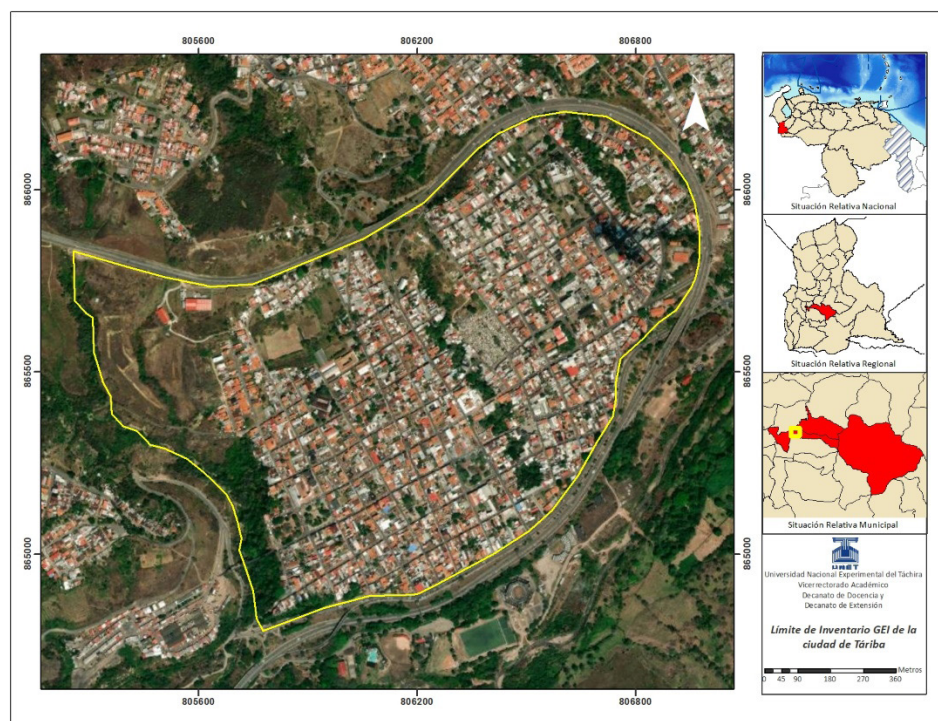 805600
806200
806800
866000
865500
865000
866000
865500
865000
805600
806200
806800
Situación Relativa Nacional
Situación Relativa Regional
Situación Relativa Municipal
UNET
Universidad Nacional Experimental del Táchira
Vicerrectorado Académico
Decanato de Docencia y
Decanato de Extensión
Límite de Inventario GEI de la
ciudad de Táriba
Metros
0 45 90 180 270 360